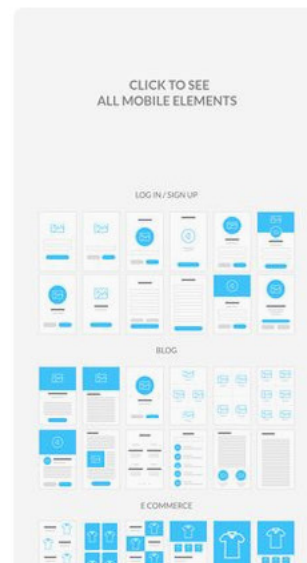 CLICK TO SEE
ALL MOBILE ELEMENTS
LOG IN / SIGN UP
BLOG
E COMMERCE